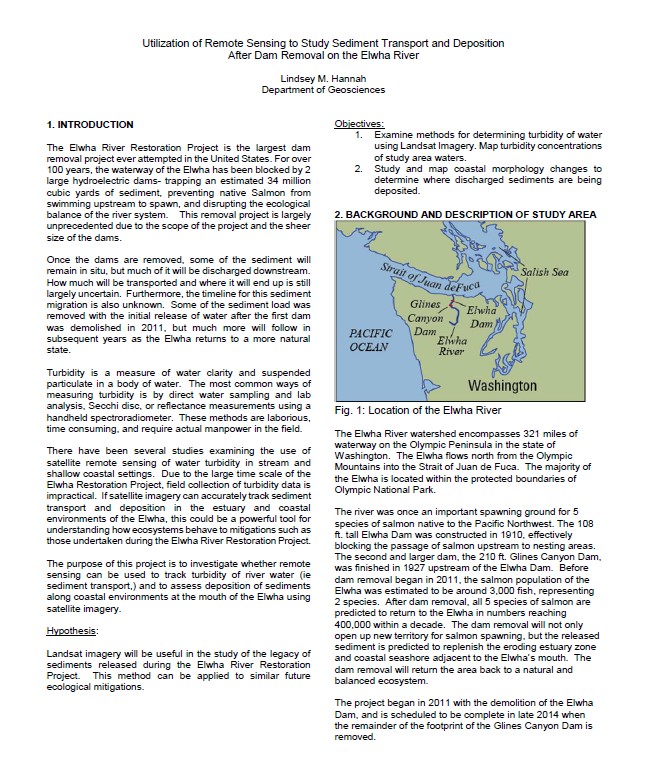 Utilization of Remote Sensing to Study Sediment Transport and Deposition
After Dam Removal on the Elwha River
Lindsey M. Hannah
Department of Geosciences
1. INTRODUCTION
The Elwha River Restoration Project is the largest dam
removal project ever attempted in the United States. For over
100 years, the waterway of the Elwha has been blocked by 2
large hydroelectric dams- trapping an estimated 34 million
cubic yards of sediment, preventing native Salmon from
swimming upstream to spawn, and disrupting the ecological
balance of the river system. This removal project is largely
unprecedented due to the scope of the project and the sheer
size of the dams.
Once the dams are removed, some of the sediment will
remain in situ, but much of it will be discharged downstream.
How much will be transported and where it will end up is still
largely uncertain. Furthermore, the timeline for this sediment
migration is also unknown. Some of the sediment load was
removed with the initial release of water after the first dam
was demolished in 2011, but much more will follow in
subsequent years as the Elwha returns to a more natural
state.
Turbidity is a measure of water clarity and suspended
particulate in a body of water. The most common ways of
measuring turbidity is by direct water sampling and lab
analysis, Secchi disc, or reflectance measurements using a
handheld spectroradiometer. These methods are laborious,
time consuming, and require actual manpower in the field.
There have been several studies examining the use of
satellite remote sensing of water turbidity in stream and
shallow coastal settings. Due to the large time scale of the
Elwha Restoration Project, field collection of turbidity data is
impractical. If satellite imagery can accurately track sediment
transport and deposition in the estuary and coastal
environments of the Elwha, this could be a powerful tool for
understanding how ecosystems behave to mitigations such as
those undertaken during the Elwha River Restoration Project.
The purpose of this project is to investigate whether remote
sensing can be used to track turbidity of river water (ie
sediment transport,) and to assess deposition of sediments
along coastal environments at the mouth of the Elwha using
satellite imagery.
Hypothesis:
Landsat imagery will be useful in the study of the legacy of
sediments released during the Elwha River Restoration
Project. This method can be applied to similar future
ecological mitigations.
Objectives:
1. Examine methods for determining turbidity of water
using Landsat Imagery. Map turbidity concentrations
of study area waters.
2. Study and map coastal morphology changes to
determine where discharged sediments are being
deposited.
2. BACKGROUND AND DESCRIPTION OF STUDY AREA
Strait of Juan deFuca
Salish Sea
Glines
Canyon
Dam
Elwha
Dam
Elwha
River
PACIFIC
OCEAN
Washington
Fig. 1: Location of the Elwha River
The Elwha River watershed encompasses 321 miles of
waterway on the Olympic Peninsula in the state of
Washington. The Elwha flows north from the Olympic
Mountains into the Strait of Juan de Fuca. The majority of
the Elwha is located within the protected boundaries of
Olympic National Park.
The river was once an important spawning ground for 5
species of salmon native to the Pacific Northwest. The 108
ft. tall Elwha Dam was constructed in 1910, effectively
blocking the passage of salmon upstream to nesting areas.
The second and larger dam, the 210 ft. Glines Canyon Dam,
was finished in 1927 upstream of the Elwha Dam. Before
dam removal began in 2011, the salmon population of the
Elwha was estimated to be around 3,000 fish, representing
2 species. After dam removal, all 5 species of salmon are
predicted to return to the Elwha in numbers reaching
400,000 within a decade. The dam removal will not only
open up new territory for salmon spawning, but the released
sediment is predicted to replenish the eroding estuary zone
and coastal seashore adjacent to the Elwha's mouth. The
dam removal will return the area back to a natural and
balanced ecosystem.
The project began in 2011 with the demolition of the Elwha
Dam, and is scheduled to be complete in late 2014 when
the remainder of the footprint of the Glines Canyon Dam is
removed.